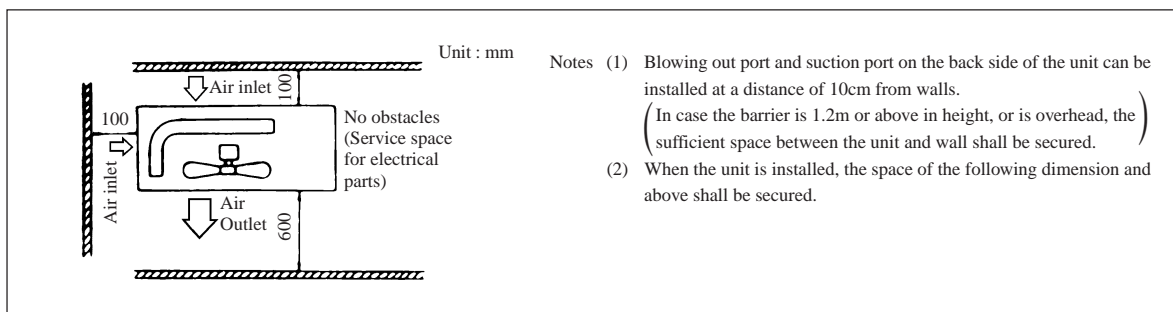 Unit : mm
Air inlet
100
100
Air inlet
No obstacles
(Service space
for electrical
parts)
Air
Outlet
600
Notes (1) Blowing out port and suction port on the back side of the unit can be
installed at a distance of 10cm from walls.
(In case the barrier is 1.2m or above in height, or is overhead, the
sufficient space between the unit and wall shall be secured.)
(2) When the unit is installed, the space of the following dimension and
above shall be secured.